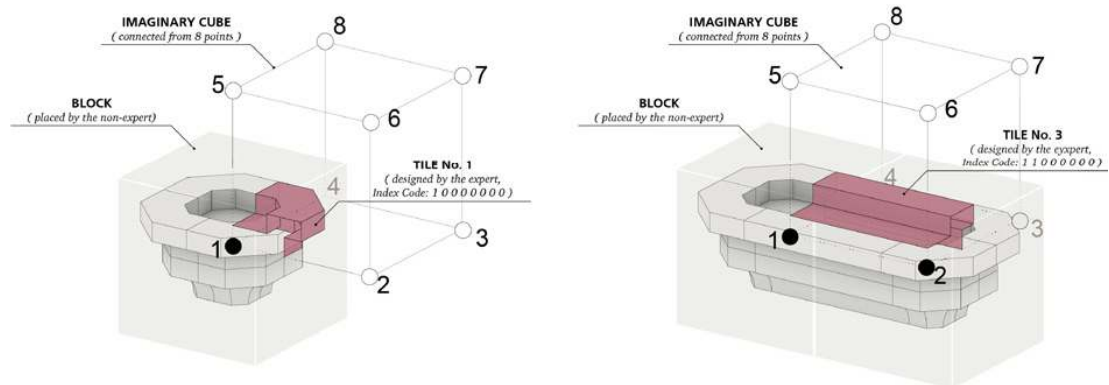 IMAGINARY CUBE
( connected from 8 points )
8
7
5
6
BLOCK
( placed by the non-expert)
TILE No. 1
( designed by the expert,
Index Code: 1 0 0 0 0 0 0 0 )
4
1
3
2
IMAGINARY CUBE
( connected from 8 points )
8
7
5
6
BLOCK
( placed by the non-expert)
TILE No. 3
( designed by the eyxpert,
Index Code: 1 1 0 0 0 0 0 0 )
4
1
3
2